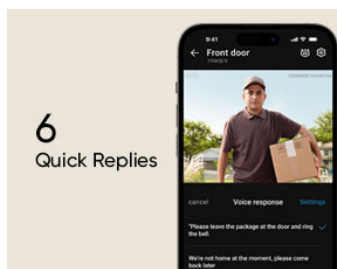 6
Quick Replies
9:41
Front door
cancel
Voice response
Settings
"Please leave the package at the door and ring
the bell.
We're not home at the moment, please come
back later